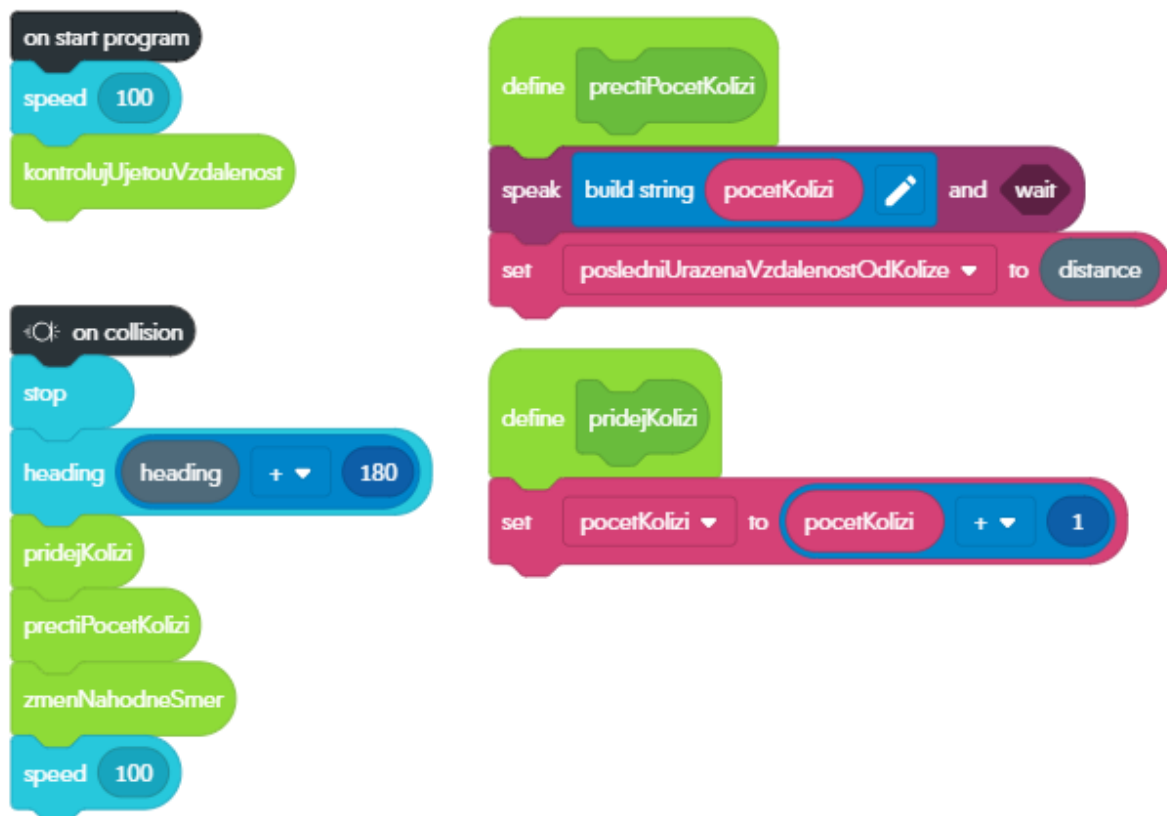 on start program
speed 100
kontrolujUjetouVzdalenost
on collision
stop
heading heading + 180
pridejKolizi
prectiPocetKolizi
zmenNahodneSmer
speed 100
define prectiPocetKolizi
speak build string pocetKolizi and wait
set posledniUrazenaVzdalenostOdKolize to distance
define pridejKolizi
set pocetKolizi to pocetKolizi + 1